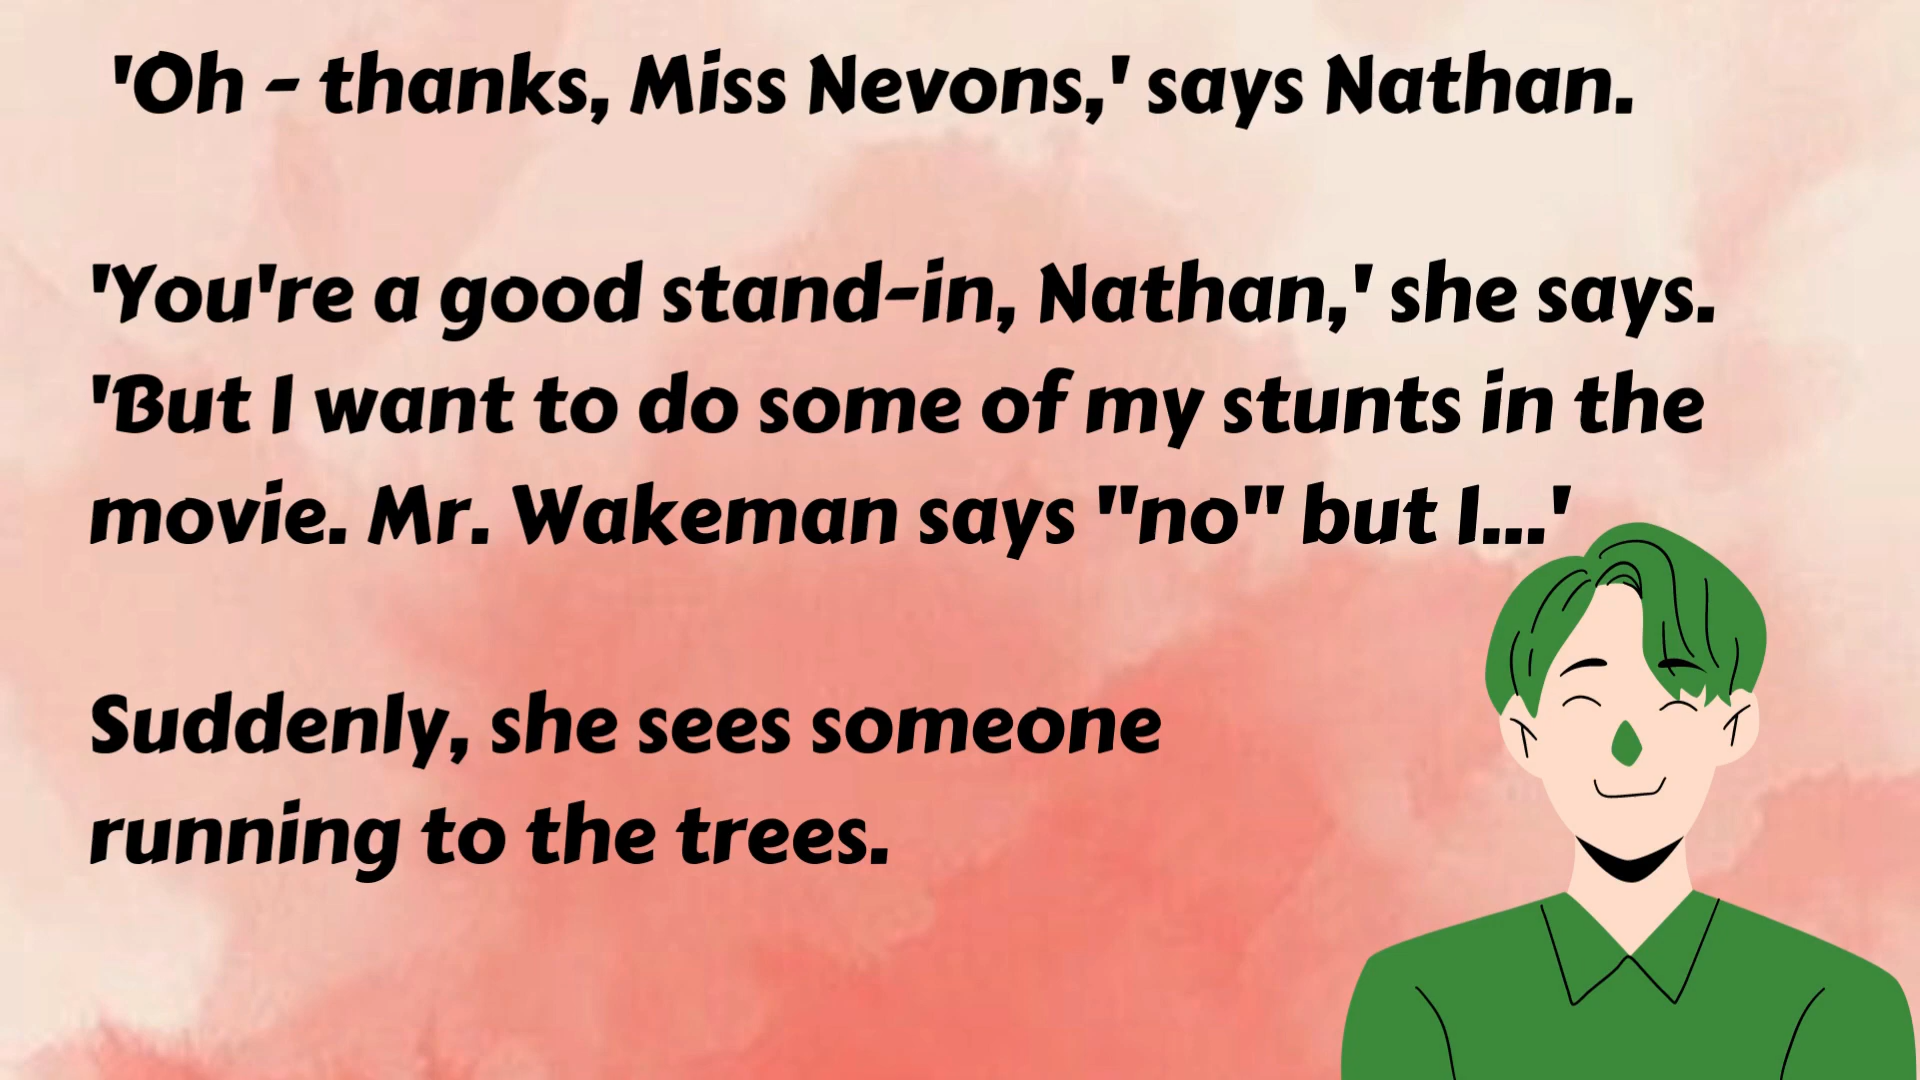 'Oh - thanks, Miss Nevons,' says Nathan.
'You're a good stand-in, Nathan,' she says.
'But I want to do some of my stunts in the
movie. Mr. Wakeman says "no" but I...'
Suddenly, she sees someone
running to the trees.